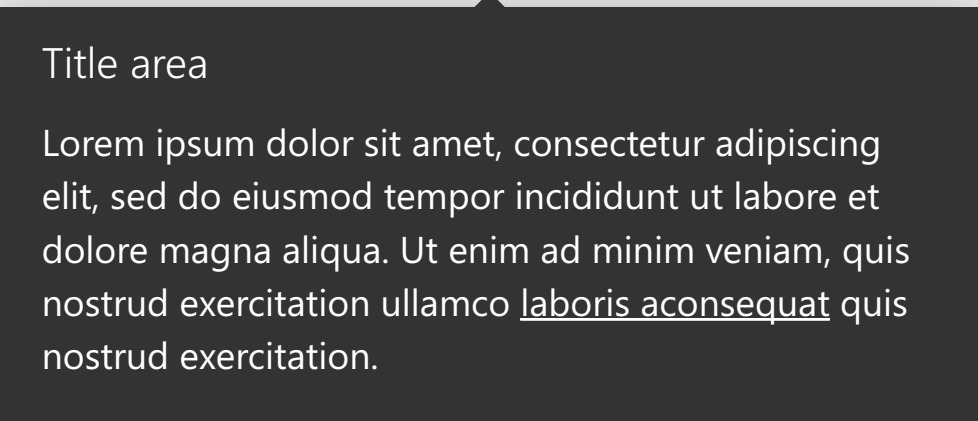 Title area
Lorem ipsum dolor sit amet, consectetur adipiscing
elit, sed do eiusmod tempor incididunt ut labore et
dolore magna aliqua. Ut enim ad minim veniam, quis
nostrud exercitation ullamco laboris aconsequat quis
nostrud exercitation.